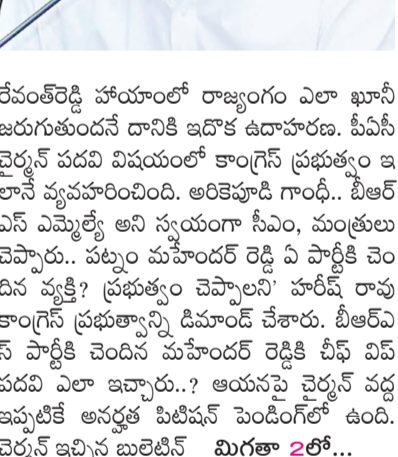 రేవంత్‌రెడ్డి హాయాంలో రాజ్యంగం ఎలా ఖూనీ
జరుగుతుందనే దానికి ఇదొక ఉదాహరణ. పీఏసీ
చైర్మన్ పదవి విషయంలో కాంగ్రెస్ ప్రభుత్వం ఇ
లానే వ్యవహరించింది. అరికెపూడి గాంధీ.. బీఆర్
ఎస్ ఎమ్మెల్యే అని స్వయంగా సీఎం, మంత్రులు
చెప్పారు.. పట్నం మహేందర్ రెడ్డి ఏ పార్టీకి చెం
దిన వ్యక్తి? ప్రభుత్వం చెప్పాలని' హరీష్ రావు
కాంగ్రెస్ ప్రభుత్వాన్ని డిమాండ్ చేశారు. బీఆర్ఎ
స్ పార్టీకి చెందిన మహేందర్ రెడ్డికి చీఫ్ విప్
పదవి ఎలా ఇచ్చారు..? ఆయనపై చైర్మన్ వద్ద
ఇప్పటికే అనర్హత పిటిషన్ పెండింగ్‌లో ఉంది.
చైర్మన్ ఇచ్చిన బులెటిన్ మిగతా 2లో...